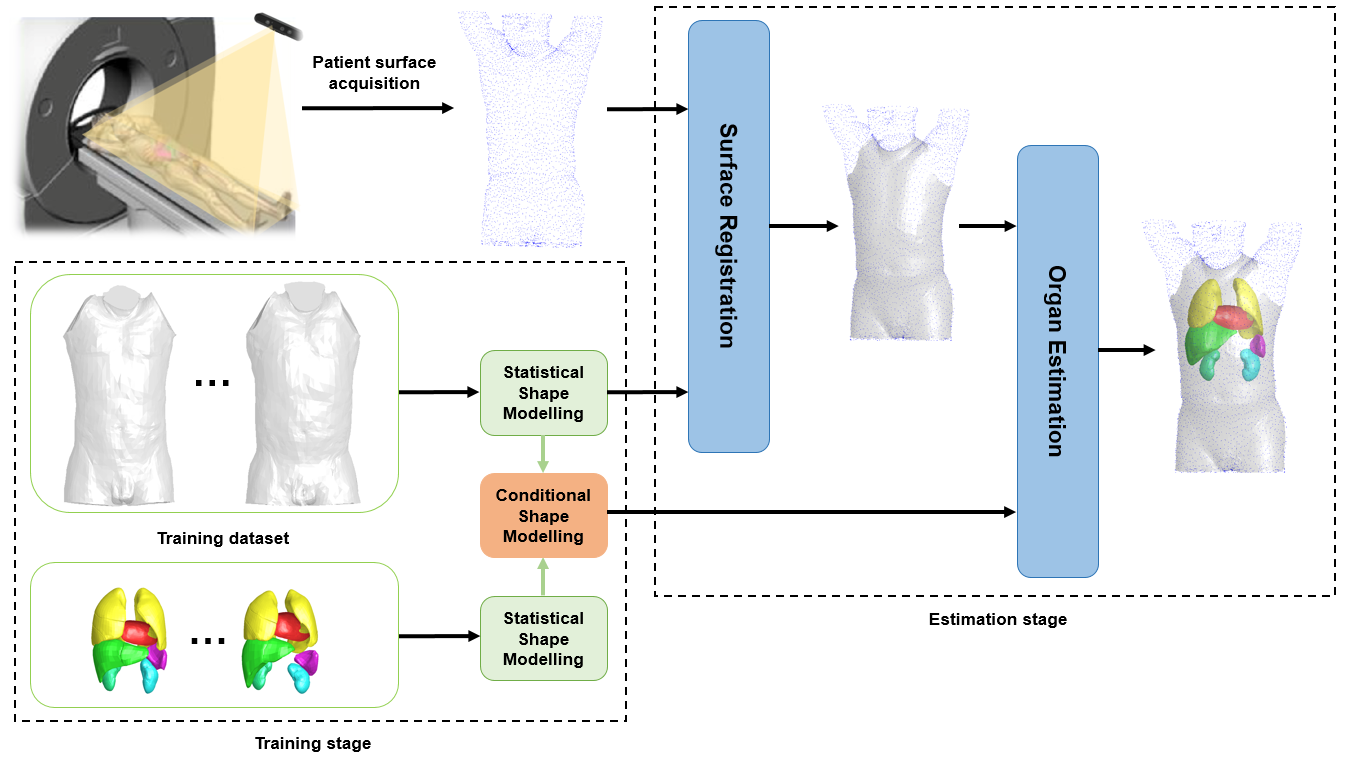 Patient surface
acquisition
Surface Registration
Organ Estimation
Statistical
Shape
Modelling
Conditional
Shape
Modelling
Training dataset
Statistical
Shape
Modelling
Estimation stage
Training stage